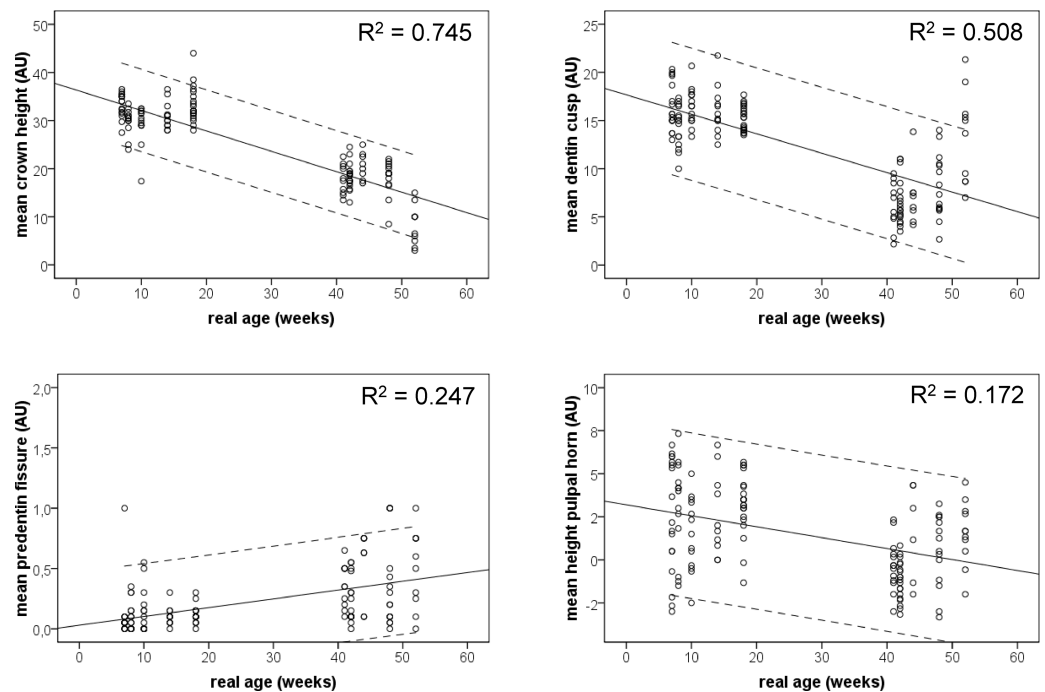 R² = 0.745
mean crown height (AU)
50
40
30
20
10
0
0 10 20 30 40 50 60
real age (weeks)
R² = 0.508
mean dentin cusp (AU)
25
20
15
10
5
0
0 10 20 30 40 50 60
real age (weeks)
R² = 0.247
mean predentin fissure (AU)
2,0
1,5
1,0
0,5
0,0
0 10 20 30 40 50 60
real age (weeks)
R² = 0.172
mean height pulpal horn (AU)
10
8
5
2
0
-2
0 10 20 30 40 50 60
real age (weeks)